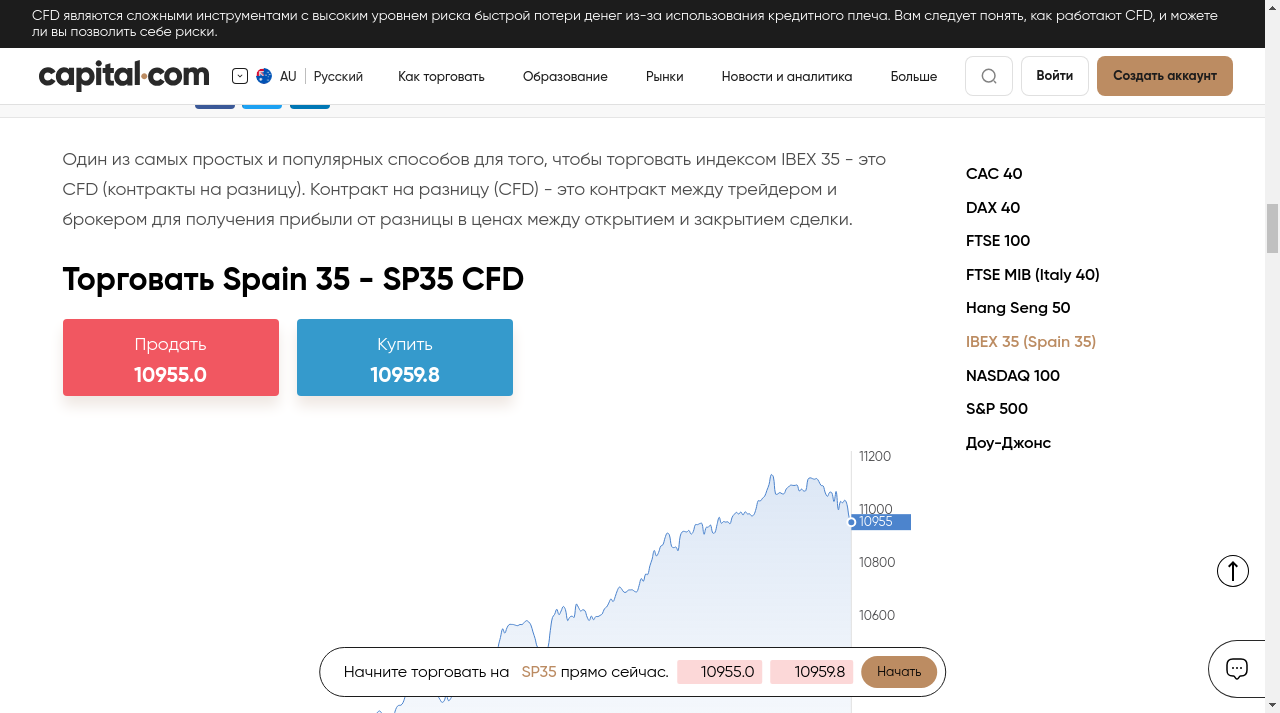 CFD являются сложными инструментами с высоким уровнем риска быстрой потери денег из-за использования кредитного плеча. Вам следует понять, как работают CFD, и можете
ли вы позволить себе риски.
capital.com
AU
Русский
Как торговать
Образование
Рынки
Новости и аналитика
Больше
Войти
Создать аккаунт
Один из самых простых и популярных способов для того, чтобы торговать индексом IBEX 35 - это
CFD (контракты на разницу). Контракт на разницу (CFD) - это контракт между трейдером и
брокером для получения прибыли от разницы в ценах между открытием и закрытием сделки.
Торговать Spain 35 - SP35 CFD
Продать
10955.0
Купить
10959.8
11200
11000
10955
10800
10600
CAC 40
DAX 40
FTSE 100
FTSE MIB (Italy 40)
Hang Seng 50
IBEX 35 (Spain 35)
NASDAQ 100
S&P 500
Доу-Джонс
Начните торговать на SP35 прямо сейчас. 10955.0 10959.8 Начать